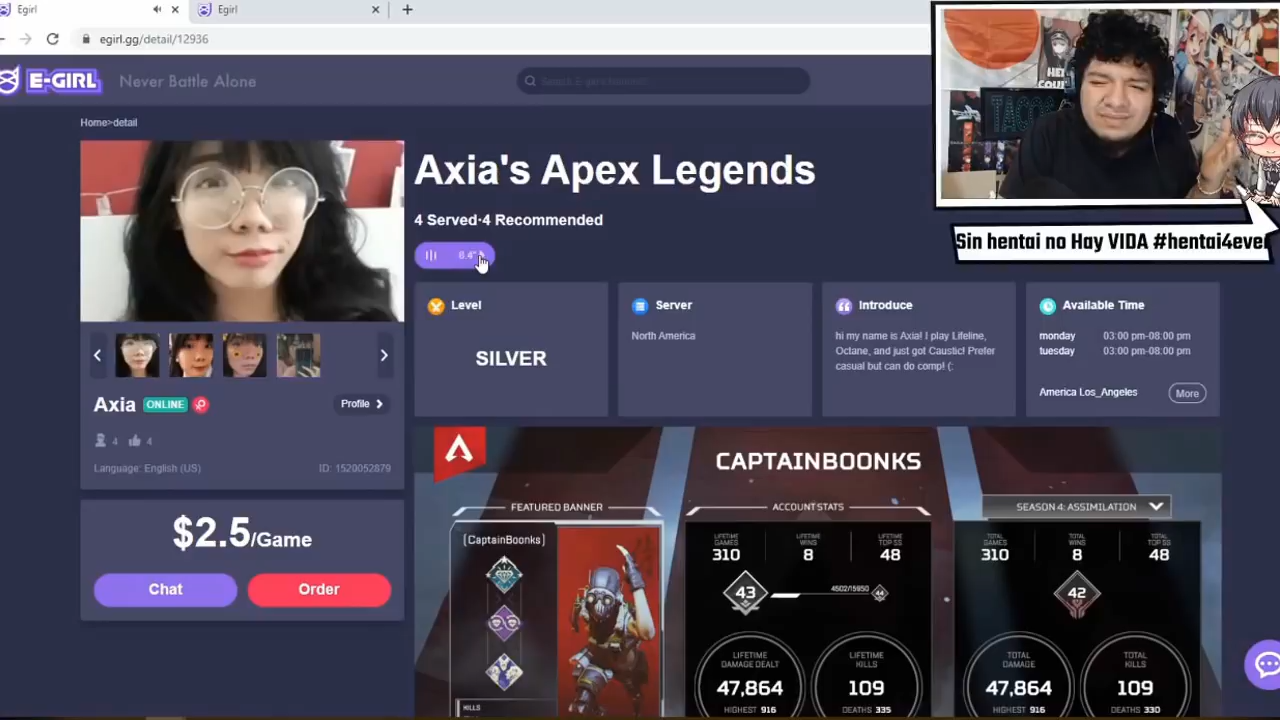 Egirl
Egirl
egirl.gg/detail/12936
E-GIRL
Never Battle Alone
Home>detail
Axia's Apex Legends
4 Served·4 Recommended
6.4"
Level
SILVER
Server
North America
Introduce
hi my name is Axia! I play Lifeline,
Octane, and just got Caustic! Prefer
casual but can do comp! (:
Available Time
monday 03:00 pm-08:00 pm
tuesday 03:00 pm-08:00 pm
America Los_Angeles
More
Axia ONLINE
Profile
4 4
Language: English (US) ID: 1520052879
$2.5/Game
Chat
Order
CAPTAINBOONKS
FEATURED BANNER
[CaptainBoonks]
KILLS
ACCOUNT STATS
LIFETIME GAMES
310
LIFETIME WINS
8
LIFETIME TOP 5S
48
43
4502/15950
44
LIFETIME DAMAGE DEALT
47,864
HIGHEST 916
LIFETIME KILLS
109
DEATHS 335
SEASON 4: ASSIMILATION
TOTAL GAMES
310
TOTAL WINS
8
TOTAL TOP 5S
48
42
TOTAL DAMAGE
47,864
HIGHEST 916
TOTAL KILLS
109
DEATHS 330
TACOS
Sin hentai no Hay VIDA #hentai4ever